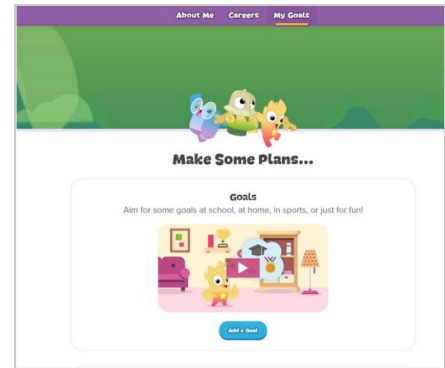 About Me Careers My Goals
Make Some Plans...
Goals
Aim for some goals at school, at home, in sports, or just for fun!
Add a Goal